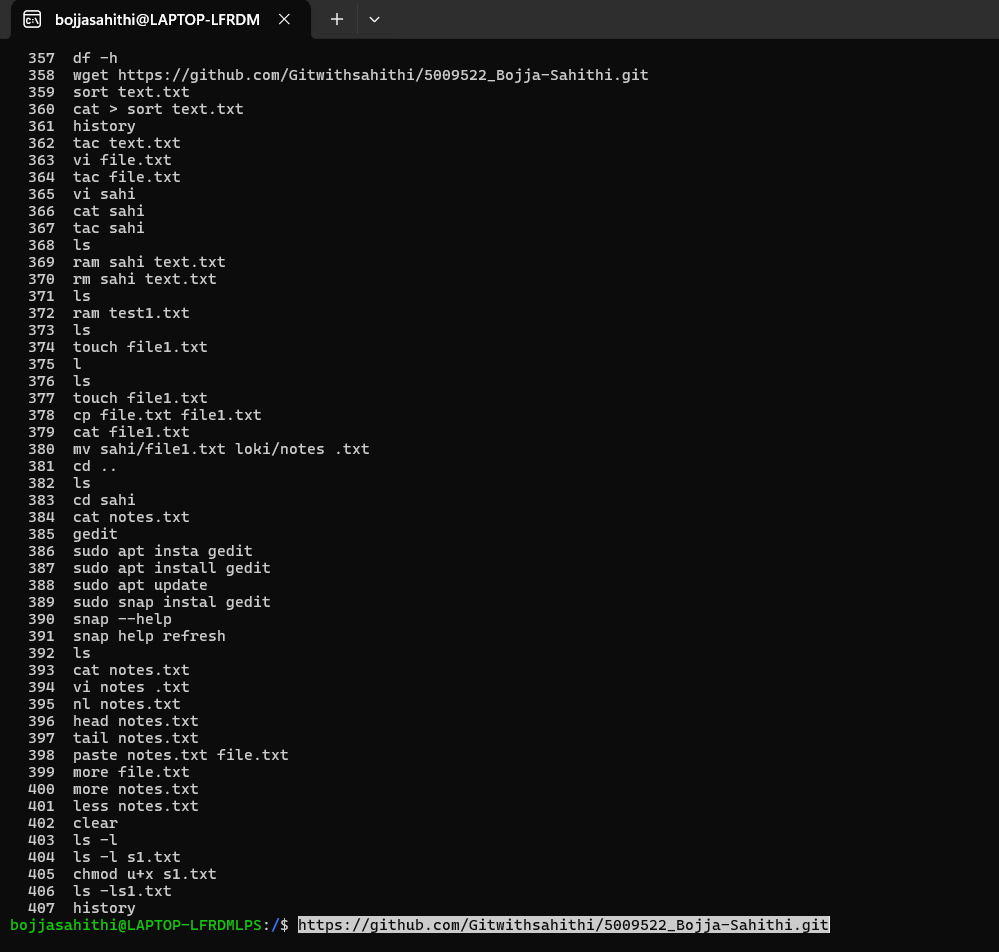 bojjasahithi@LAPTOP-LFRDM
357 df -h
358 wget https://github.com/Gitwithsahithi/5009522_Bojja-Sahithi.git
359 sort text.txt
360 cat > sort text.txt
361 history
362 tac text.txt
363 vi file.txt
364 tac file.txt
365 vi sahi
366 cat sahi
367 tac sahi
368 ls
369 ram sahi text.txt
370 rm sahi text.txt
371 ls
372 ram test1.txt
373 ls
374 touch file1.txt
375 l
376 ls
377 touch file1.txt
378 cp file.txt file1.txt
379 cat file1.txt
380 mv sahi/file1.txt loki/notes .txt
381 cd ..
382 ls
383 cd sahi
384 cat notes.txt
385 gedit
386 sudo apt insta gedit
387 sudo apt install gedit
388 sudo apt update
389 sudo snap instal gedit
390 snap --help
391 snap help refresh
392 ls
393 cat notes.txt
394 vi notes .txt
395 nl notes.txt
396 head notes.txt
397 tail notes.txt
398 paste notes.txt file.txt
399 more file.txt
400 more notes.txt
401 less notes.txt
402 clear
403 ls -l
404 ls -l s1.txt
405 chmod u+x s1.txt
406 ls -ls1.txt
407 history
bojjasahithi@LAPTOP-LFRDMLPS:/$ https://github.com/Gitwithsahithi/5009522_Bojja-Sahithi.git